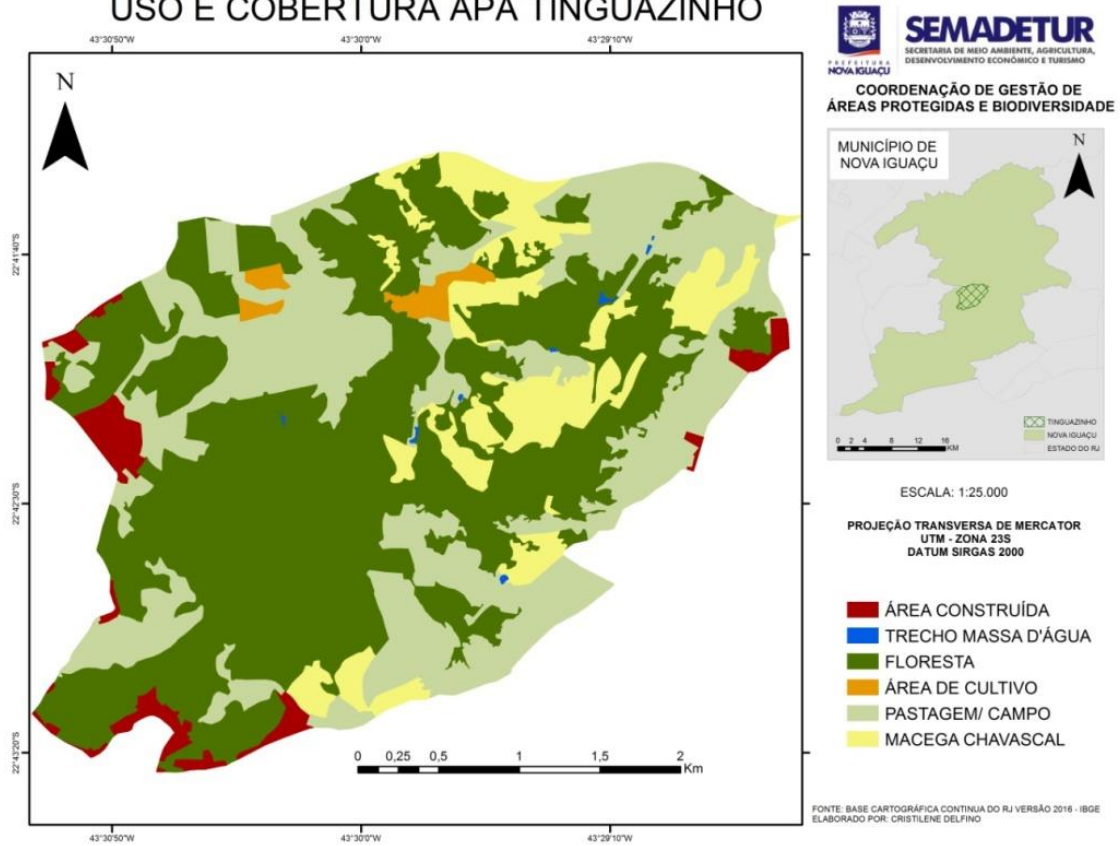 USO E COBERTURA APA TINGUAZINHO
43°30'50"W
43°30'0"W
43°29'10"W
N
22°41'40"S
22°42'30"S
22°43'20"S
0 0,25 0,5 1 1,5 2
Km
43°30'50"W
43°30'0"W
43°29'10"W
PREFEITURA
NOVA IGUAÇU
SEMADETUR
SECRETARIA DE MEIO AMBIENTE, AGRICULTURA,
DESENVOLVIMENTO ECONÔMICO E TURISMO
COORDENAÇÃO DE GESTÃO DE
ÁREAS PROTEGIDAS E BIODIVERSIDADE
MUNICÍPIO DE
NOVA IGUAÇU
N
TINGUAZINHO
NOVA IGUAÇU
ESTADO DO RJ
0 2 4 8 12 16
KM
ESCALA: 1:25.000
PROJEÇÃO TRANSVERSA DE MERCATOR
UTM - ZONA 23S
DATUM SIRGAS 2000
ÁREA CONSTRUÍDA
TRECHO MASSA D'ÁGUA
FLORESTA
ÁREA DE CULTIVO
PASTAGEM/ CAMPO
MACEGA CHAVASCAL
FONTE: BASE CARTOGRÁFICA CONTINUA DO RJ VERSÃO 2016 - IBGE
ELABORADO POR: CRISTILENE DELFINO